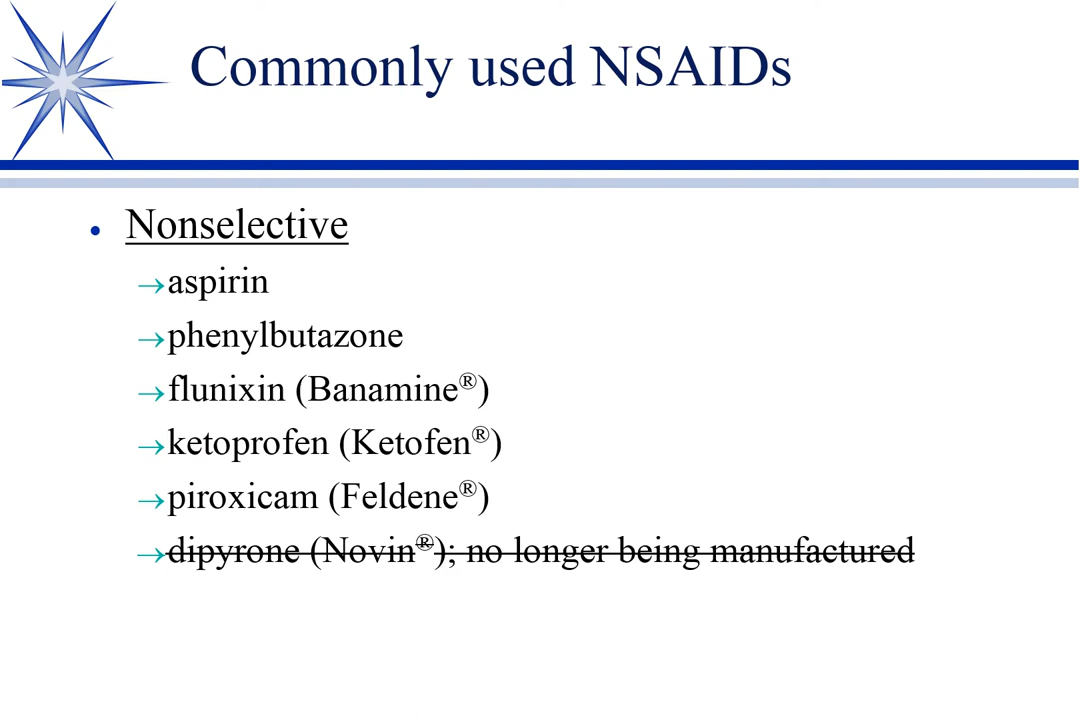 Commonly used NSAIDs
• Nonselective
→aspirin
→phenylbutazone
→flunixin (Banamine®)
→ketoprofen (Ketofen®)
→piroxicam (Feldene®)
→dipyrone (Novin®); no longer being manufactured